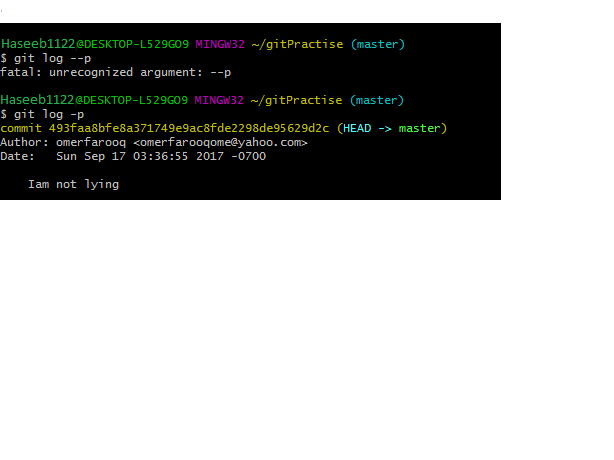 Haseeb1122@DESKTOP-L529GO9 MINGW32 ~/gitPractise (master)
$ git log --p
fatal: unrecognized argument: --p
Haseeb1122@DESKTOP-L529GO9 MINGW32 ~/gitPractise (master)
$ git log -p
commit 493faa8bfe8a371749e9ac8fde2298de95629d2c (HEAD -> master)
Author: omerfarooq <omerfarooqome@yahoo.com>
Date:   Sun Sep 17 03:36:55 2017 -0700
    Iam not lying